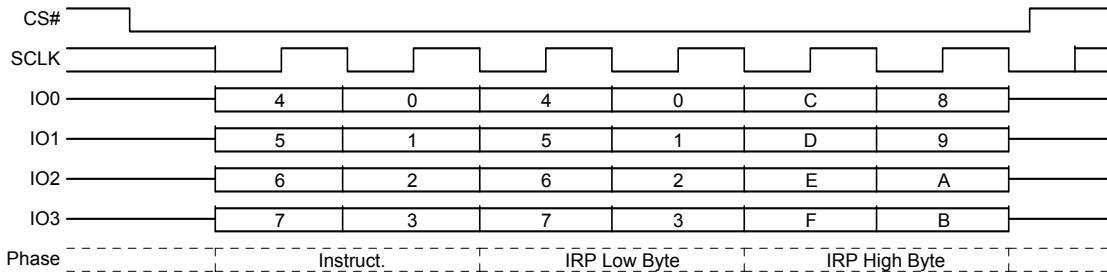 CS#
SCLK
IO0 4 0 4 0 C 8
IO1 5 1 5 1 D 9
IO2 6 2 6 2 E A
IO3 7 3 7 3 F B
Phase Instruct. IRP Low Byte IRP High Byte